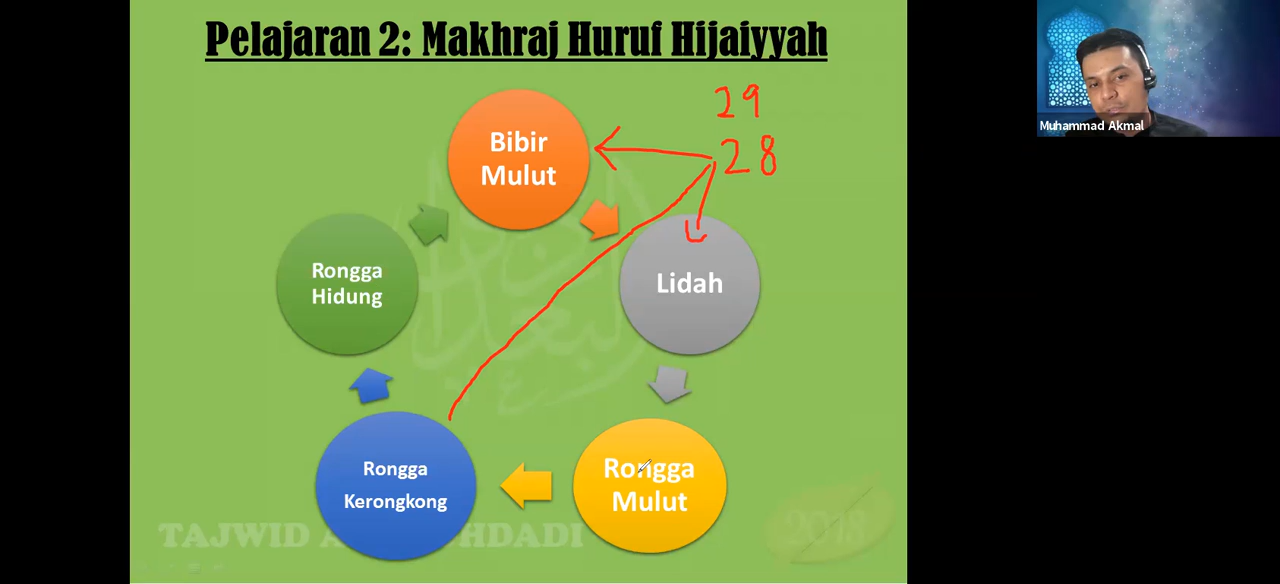 Pelajaran 2: Makhraj Huruf Hijaiyyah
29
28
Bibir
Mulut
Lidah
Rongga
Mulut
Rongga
Kerongkong
Rongga
Hidung
TAJWID
2018
Muhammad Akmal